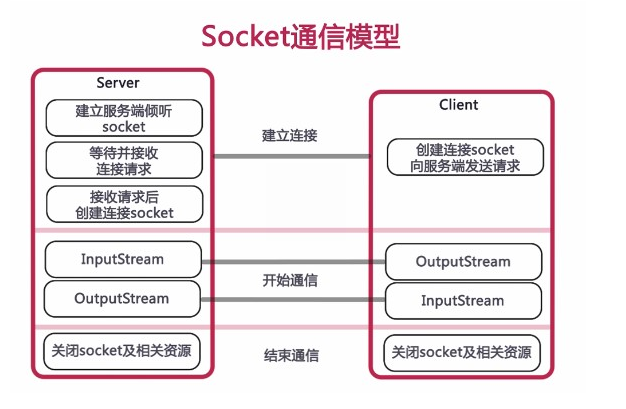 Socket通信模型
Server
建立服务端倾听
socket
等待并接收
连接请求
接收请求后
创建连接socket
建立连接
Client
创建连接socket
向服务端发送请求
InputStream
OutputStream
开始通信
OutputStream
InputStream
关闭socket及相关资源
结束通信
关闭socket及相关资源